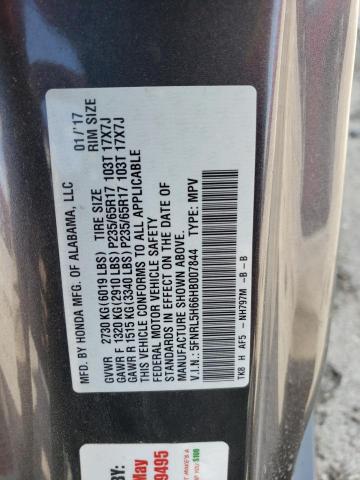 MFD. BY HONDA MFG. OF ALABAMA, LLC 01/'17
TIRE SIZE RIM SIZE
GVWR 2730 KG(6019 LBS)
GAWR F 1320 KG(2910 LBS) P235/65R17 103T 17X7J
GAWR R 1515 KG(3340 LBS) P235/65R17 103T 17X7J
THIS VEHICLE CONFORMS TO ALL APPLICABLE
FEDERAL MOTOR VEHICLE SAFETY
STANDARDS IN EFFECT ON THE DATE OF
MANUFACTURE SHOWN ABOVE.
V.I.N.: 5FNRL5H66HB007844 TYPE: MPV
TK8 H AF5 -NH797M -B-B
BY:
May
9495
$100